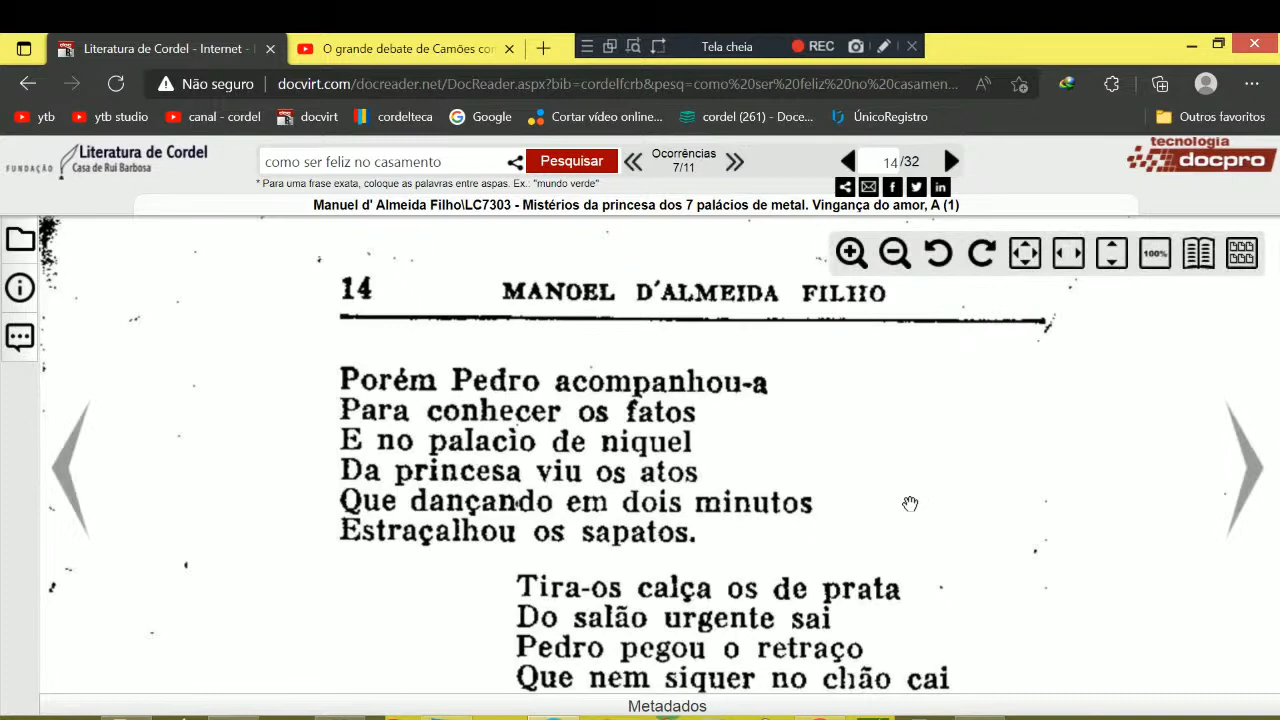 Literatura de Cordel - Internet -
O grande debate de Camões con
Tela cheia
REC
Não seguro
docvirt.com/docreader.net/DocReader.aspx?bib=cordelfcrb&pesq=como%20ser%20feliz%20no%20casamen...
ytb
ytb studio
canal - cordel
docvirt
cordelteca
Google
Cortar vídeo online...
cordel (261) - Doce...
ÚnicoRegistro
Outros favoritos
FUNDAÇÃO
Literatura de Cordel
Casa de Rui Barbosa
como ser feliz no casamento
Pesquisar
Ocorrências
7/11
14/32
tecnologia
docpro
* Para uma frase exata, coloque as palavras entre aspas. Ex.: "mundo verde"
Manuel d' Almeida Filho\LC7303 - Mistérios da princesa dos 7 palácios de metal. Vingança do amor, A (1)
100%
14 MANOEL D'ALMEIDA FILHO
Porém Pedro acompanhou-a
Para conhecer os fatos
E no palacio de niquel
Da princesa viu os atos
Que dançando em dois minutos
Estraçalhou os sapatos.
Tira-os calça os de prata
Do salão urgente sai
Pedro pegou o retraço
Que nem siquer no chão cai
Metadados